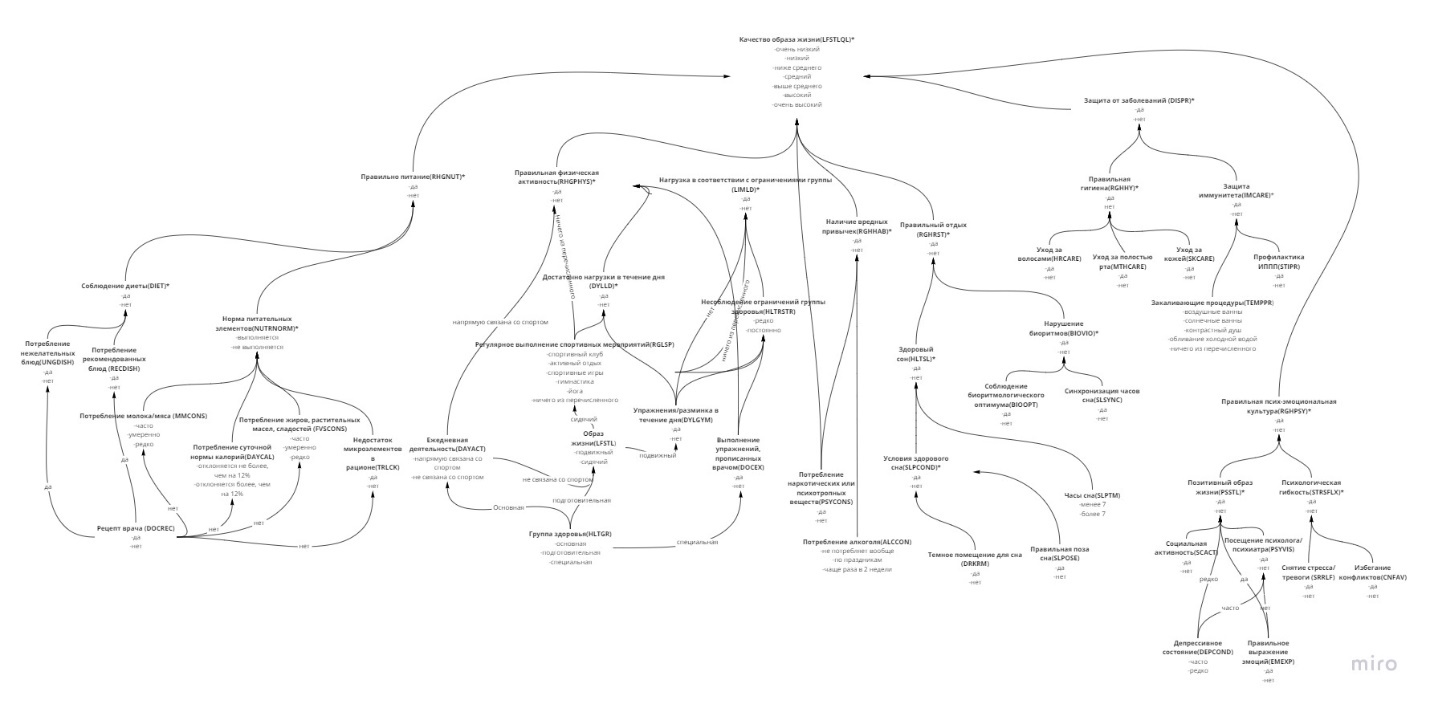 Качество образа жизни(LFSTLQL)*
-очень низкий
-низкий
-ниже среднего
-средний
-выше среднего
-высокий
-очень высокий
Защита от заболеваний (DISPR)*
-да
-нет
Правильно питание(RHGNUT)*
-да
-нет
Правильная физическая
активность(RHGPHYS)*
-да
-нет
Нагрузка в соответствии с ограничениями группы
(LIMLD)*
-да
-нет
Наличие вредных
привычек(RGHHAB)*
-да
-нет
Правильный отдых
(RGHRST)*
-да
-нет
Правильная
гигиена(RGHHY)*
-да
-нет
Защита
иммунитета(IMCARE)*
-да
-нет
Уход за
волосами(HRCARE)
-да
-нет
Уход за полостью
рта(MTHCARE)
-да
-нет
Уход за
кожей(SKCARE)
-да
-нет
Профилактика
ИППП(STIPR)
-да
-нет
Закаливающие процедуры(TEMPPR)
-воздушные ванны
-солнечные ванны
-контрастный душ
-обливание холодной водой
-ничего из перечисленного
Соблюдение диеты(DIET)*
-да
-нет
Норма питательных
элементов(NUTRNORM)*
-выполняется
-не выполняется
Потребление
нежелательных
блюд(UNGDISH)
-да
-нет
Потребление
рекомендованных
блюд (RECDISH)
-да
-нет
Потребление молока/мяса (MMCONS)
-часто
-умеренно
-редко
Потребление суточной
нормы калорий(DAYCAL)
-отклоняется не более,
чем на 12%
-отклоняется более, чем
на 12%
Потребление жиров, растительных
масел, сладостей (FVSCONS)
-часто
-умеренно
-редко
Недостаток
микроэлементов
в
рационе(TRLCK)
-да
-нет
Рецепт врача (DOCREC)
-да
-нет
да
да
нет
нет
нет
нет
ничего из перечисленного
напрямую связана со спортом
Достаточно нагрузки в течение дня
(DYLLD)*
-да
-нет
Несоблюдение ограничений группы
здоровья(HLTRSTR)
-редко
-постоянно
нет
Регулярное выполнение спортивных мероприятий(RGLSP)
-спортивный клуб
-активный отдых
-спортивные игры
-гимнастика
-йога
-ничего из перечисленного
сидячий
Образ
жизни(LFSTL)
-подвижный
-сидячий
подвижный
Упражнения/разминка в
течение дня(DYLGYM)
-да
-нет
Выполнение
упражнений,
прописанных
врачом(DOCEX)
-да
-нет
Ежедневная
деятельность(DAYACT)
-напрямую связана со
спортом
-не связана со спортом
не связана со спортом
подготовительная
Основная
специальная
Группа здоровья(HLTGR)
-основная
-подготовительная
-специальная
Потребление
наркотических или
психотропных
веществ(PSYCONS)
-да
-нет
Потребление алкоголя(ALCCON)
-не потребляет вообще
-по праздникам
-чаще раза в 2 недели
Здоровый
сон(HLTSL)*
-да
-нет
Нарушение
биоритмов(BIOVIO)*
-да
-нет
Соблюдение
биоритмологического
оптимума(BIOOPT)
-да
-нет
Синхронизация часов
сна(SLSYNC)
-да
-нет
Условия здорового
сна(SLPCOND)*
-да
-нет
Часы сна(SLPTM)
-менее 7
-более 7
Темное помещение для сна
(DRKRM)
-да
-нет
Правильная поза
сна(SLPOSE)
-да
-нет
Правильная псих-эмоциональная
культура(RGHPSY)*
-да
-нет
Позитивный образ
жизни(PSSTL)*
-да
-нет
Психологическая
гибкость(STRSFLX)*
-да
-нет
Социальная
активность(SCACT)
-да
-нет
Посещение психолога/
психиатра(PSYVIS)
-да
-нет
Снятие стресса/
тревоги (SRRLF)
-да
-нет
Избегание
конфликтов(CNFAV)
-да
-нет
редко
да
часто
нет
Депрессивное
состояние(DEPCOND)
-часто
-редко
Правильное
выражение
эмоций(EMEXP)
-да
-нет
miro